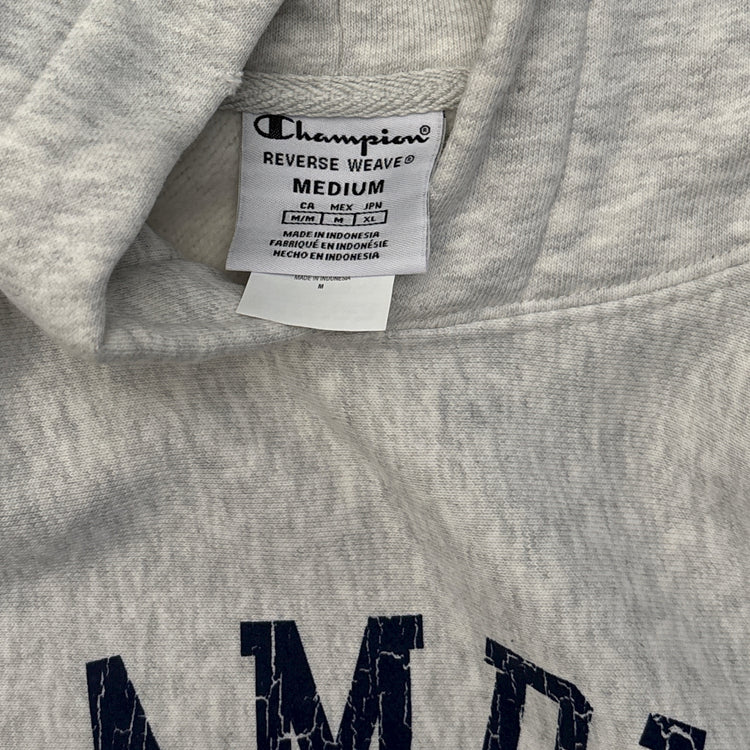 Champion®
REVERSE WEAVE®
MEDIUM
CA MEX JPN
M/M M XL
MADE IN INDONESIA
FABRIQUÉ EN INDONÉSIE
HECHO EN INDONESIA
MADE IN INDONESIA
M